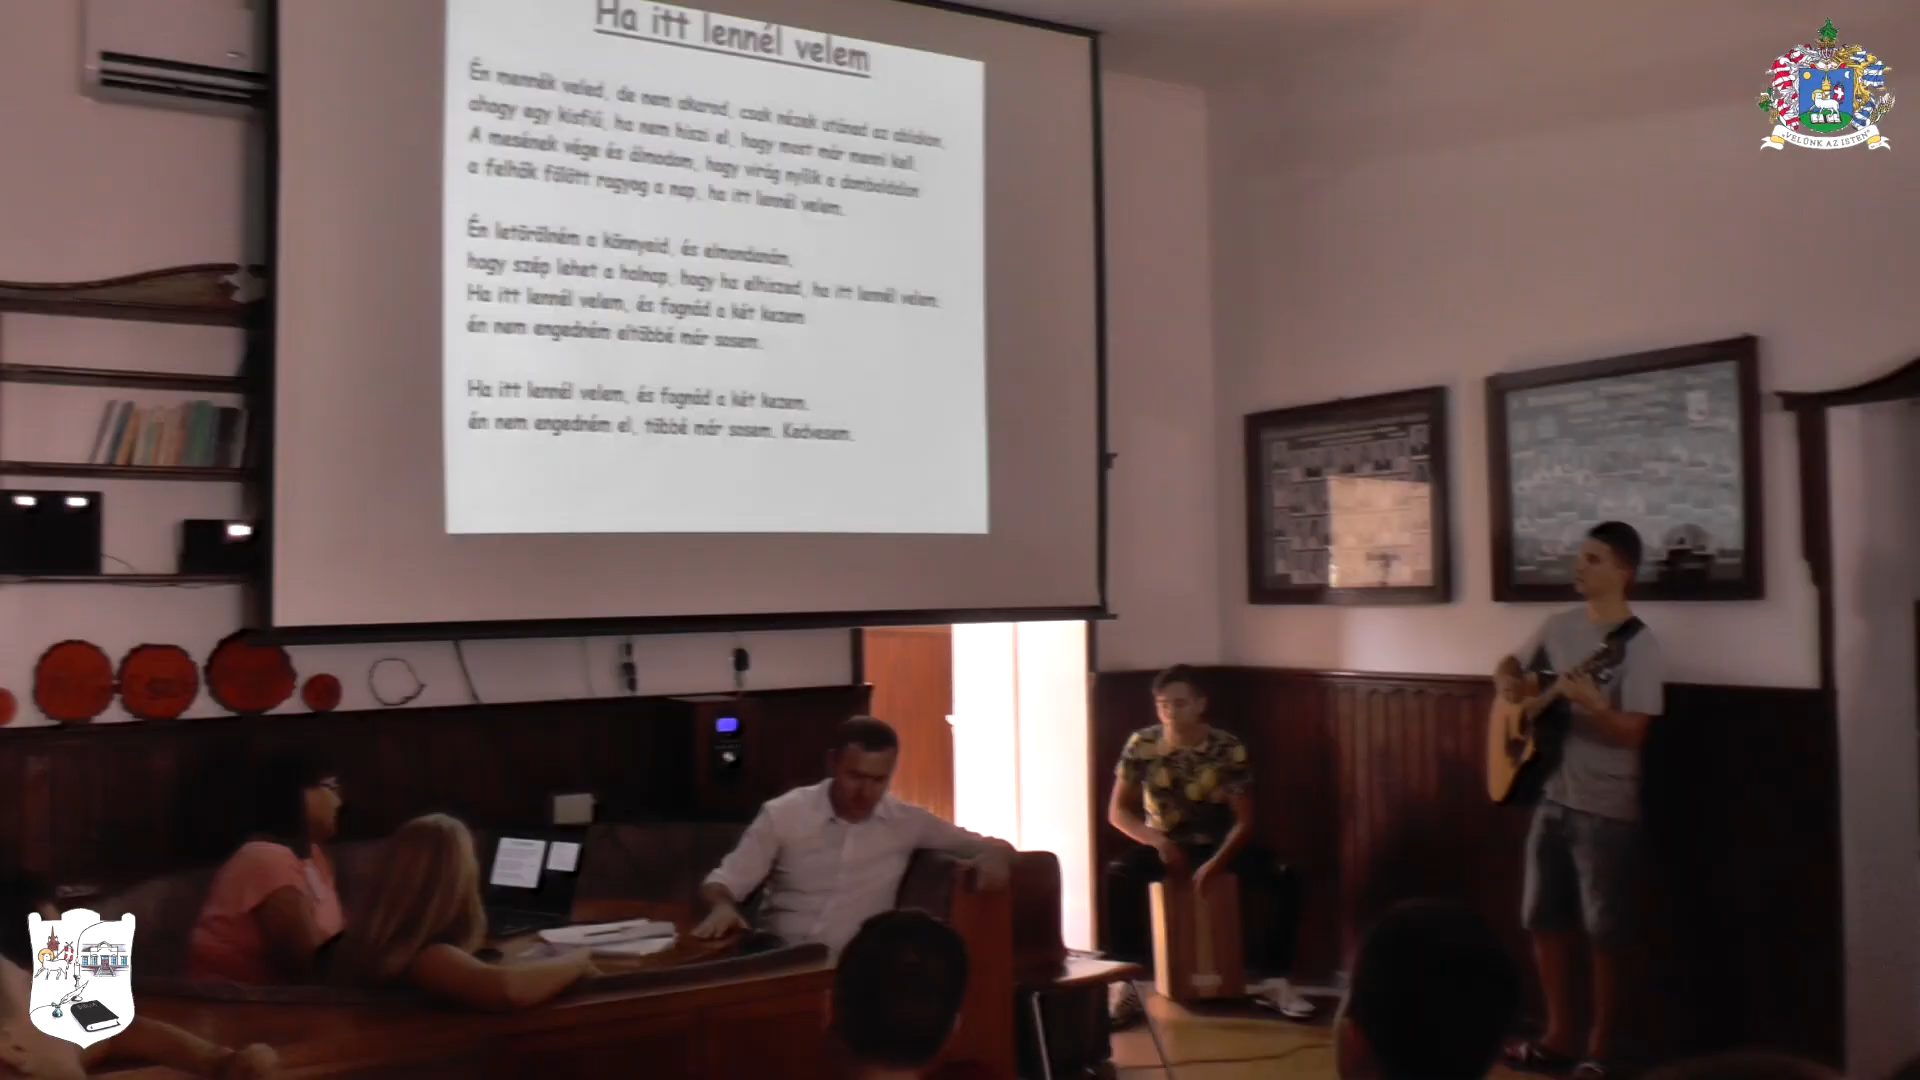 Ha itt lennél velem
Én mennék veled, de nem akarod, csak nézek utánad az ablakon,
ahogy egy kisfiú, ha nem hiszi el, hogy most már menni kell.
A mesének vége és álmodom, hogy virág nyílik a domboldalon
a felhők fölött ragyog a nap, ha itt lennél velem.
Én letörölném a könnyeid, és elmondanám,
hogy szép lehet a holnap, hogy ha elhiszed, ha itt lennél velem.
Ha itt lennél velem, és fognád a két kezem
én nem engedném eltöbbé már sosem.
Ha itt lennél velem, és fognád a két kezem.
én nem engedném el, többé már sosem. Kedvesem.
„VELÜNK AZ ISTEN"